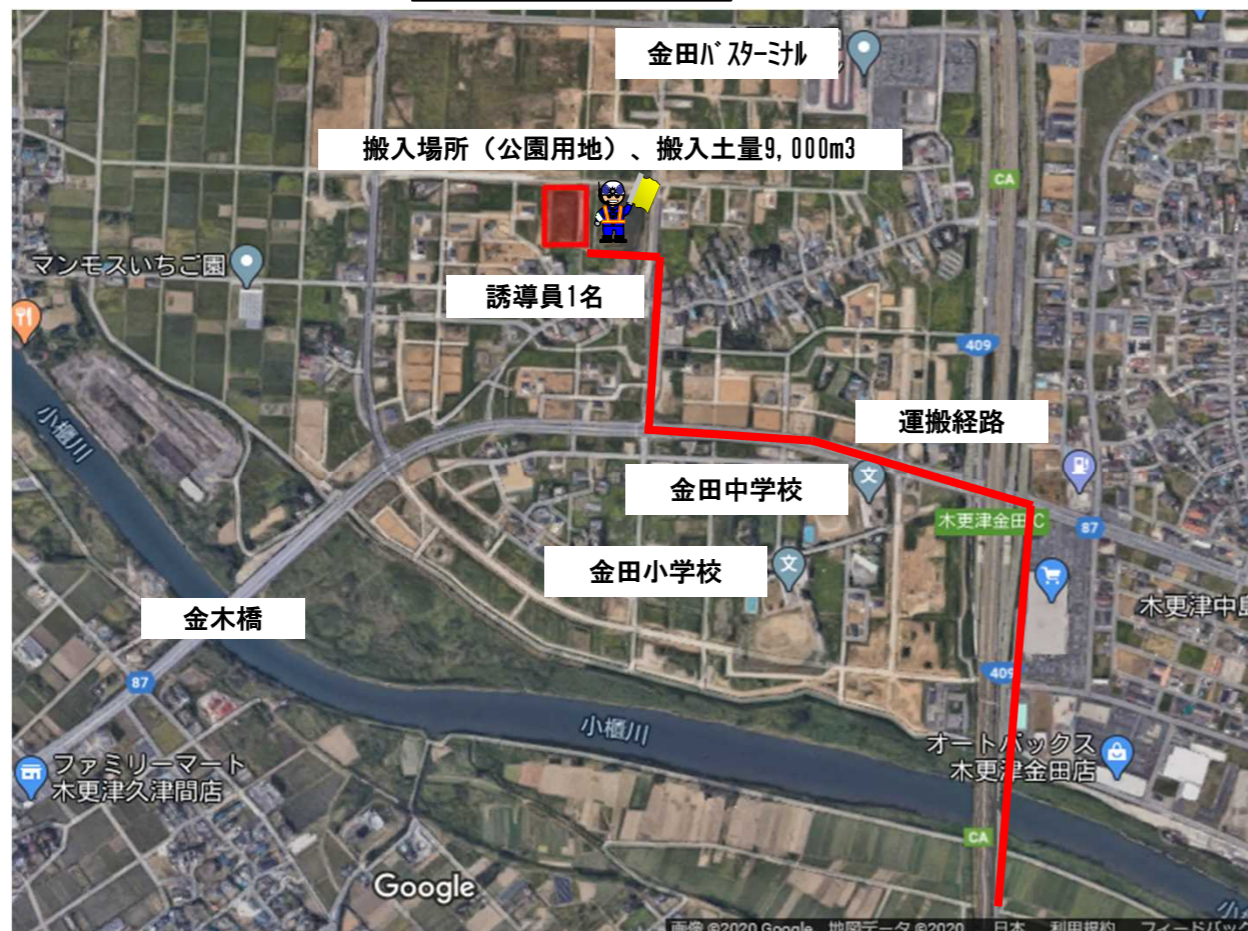 金田バスターミナル
搬入場所（公園用地）、搬入土量9,000m3
CA
マンモスいちご園
誘導員1名
409
小櫃川
運搬経路
金田中学校
文
木更津金田IC
87
金田小学校
文
木更津中島
金木橋
87
409
小櫃川
オートバックス
木更津金田店
ファミリーマート
木更津久津間店
CA
Google
画像 ©2020 Google、地図データ ©2020
日本
利用規約
フィードバック